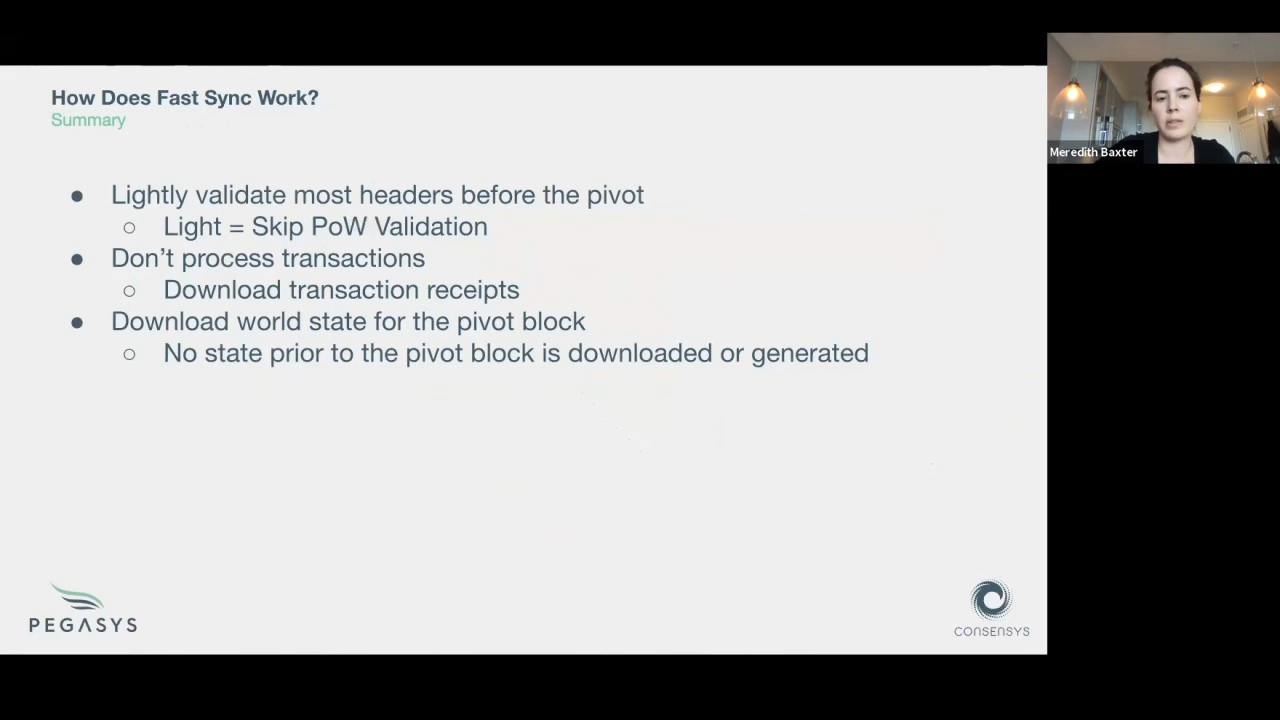 How Does Fast Sync Work?
Summary
● Lightly validate most headers before the pivot
○ Light = Skip PoW Validation
● Don’t process transactions
○ Download transaction receipts
● Download world state for the pivot block
○ No state prior to the pivot block is downloaded or generated
PEGASYS
CONSENSYS
Meredith Baxter